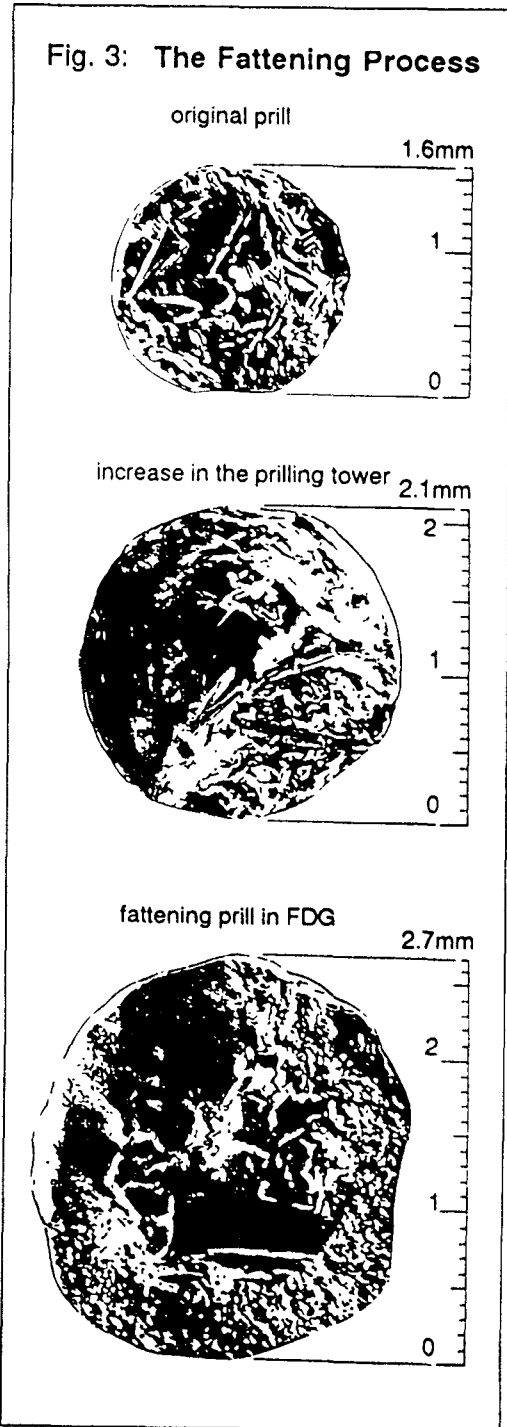 Fig. 3: The Fattening Process
original prill
1.6mm
1
0
increase in the prilling tower 2.1mm
2
1
0
fattening prill in FDG
2.7mm
2
1
0